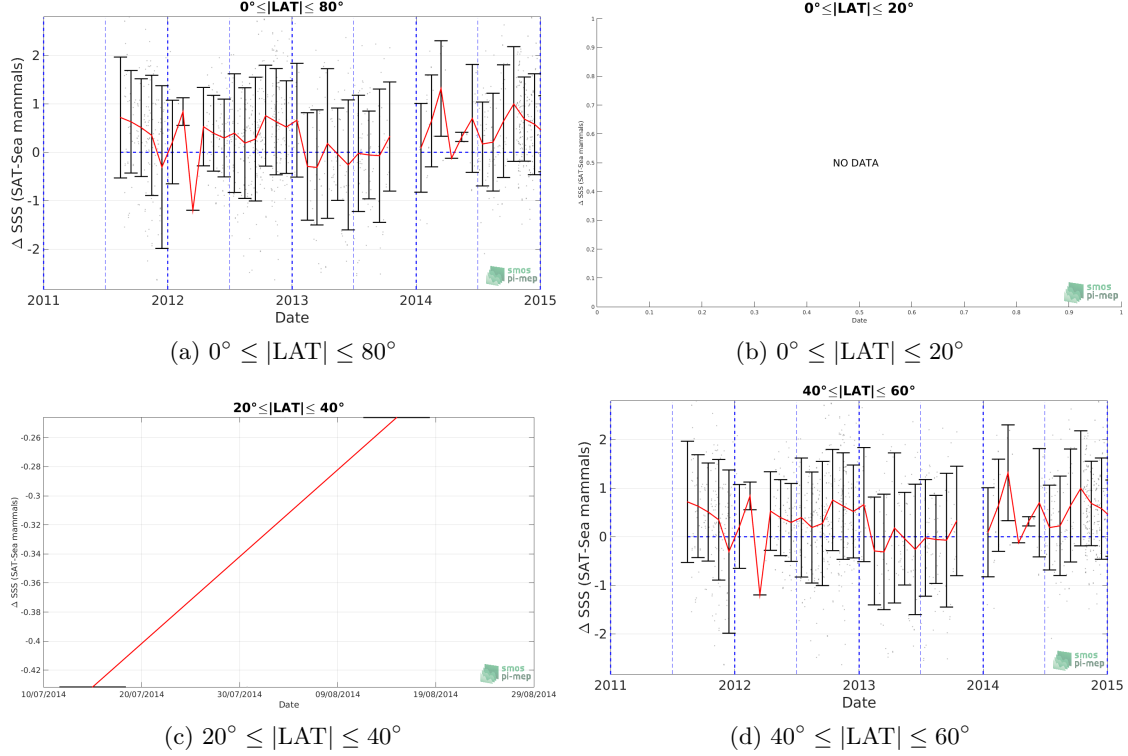 0°≤|LAT|≤ 80°
Δ SSS (SAT-Sea mammals)
2
1
0
-1
-2
2011
2012
2013
2014
2015
Date
smos
pi-mep
(a) 0° ≤ |LAT| ≤ 80°
0°≤|LAT|≤ 20°
Δ SSS (SAT-Sea mammals)
1
0.9
0.8
0.7
0.6
0.5
0.4
0.3
0.2
0.1
0
NO DATA
0
0.1
0.2
0.3
0.4
0.5
0.6
0.7
0.8
0.9
1
Date
smos
pi-mep
(b) 0° ≤ |LAT| ≤ 20°
20°≤|LAT|≤ 40°
Δ SSS (SAT-Sea mammals)
-0.26
-0.28
-0.3
-0.32
-0.34
-0.36
-0.38
-0.4
-0.42
10/07/2014
20/07/2014
30/07/2014
09/08/2014
19/08/2014
29/08/2014
Date
smos
pi-mep
(c) 20° ≤ |LAT| ≤ 40°
40°≤|LAT|≤ 60°
Δ SSS (SAT-Sea mammals)
2
1
0
-1
-2
2011
2012
2013
2014
2015
Date
smos
pi-mep
(d) 40° ≤ |LAT| ≤ 60°